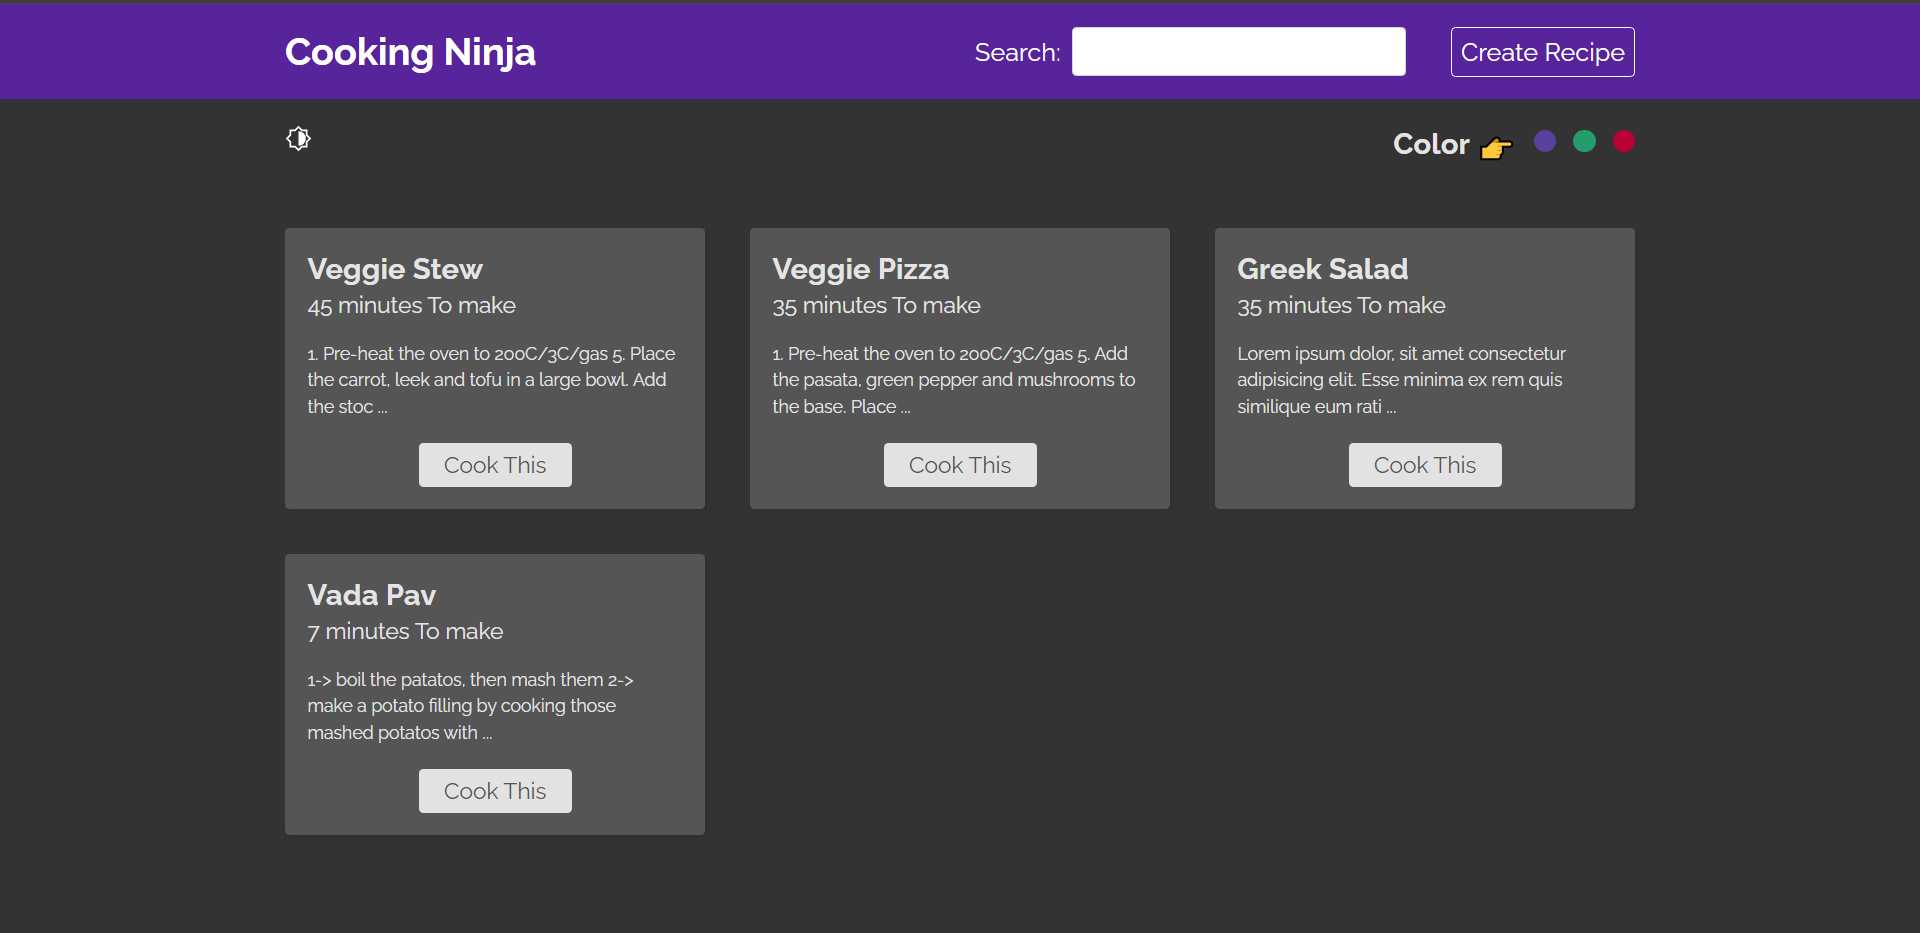 Cooking Ninja
Search:
Create Recipe
Color 👉
Veggie Stew
45 minutes To make
1. Pre-heat the oven to 200C/3C/gas 5. Place
the carrot, leek and tofu in a large bowl. Add
the stoc ...
Cook This
Veggie Pizza
35 minutes To make
1. Pre-heat the oven to 200C/3C/gas 5. Add
the pasata, green pepper and mushrooms to
the base. Place ...
Cook This
Greek Salad
35 minutes To make
Lorem ipsum dolor, sit amet consectetur
adipisicing elit. Esse minima ex rem quis
similique eum rati ...
Cook This
Vada Pav
7 minutes To make
1-> boil the patatos, then mash them 2->
make a potato filling by cooking those
mashed potatos with ...
Cook This